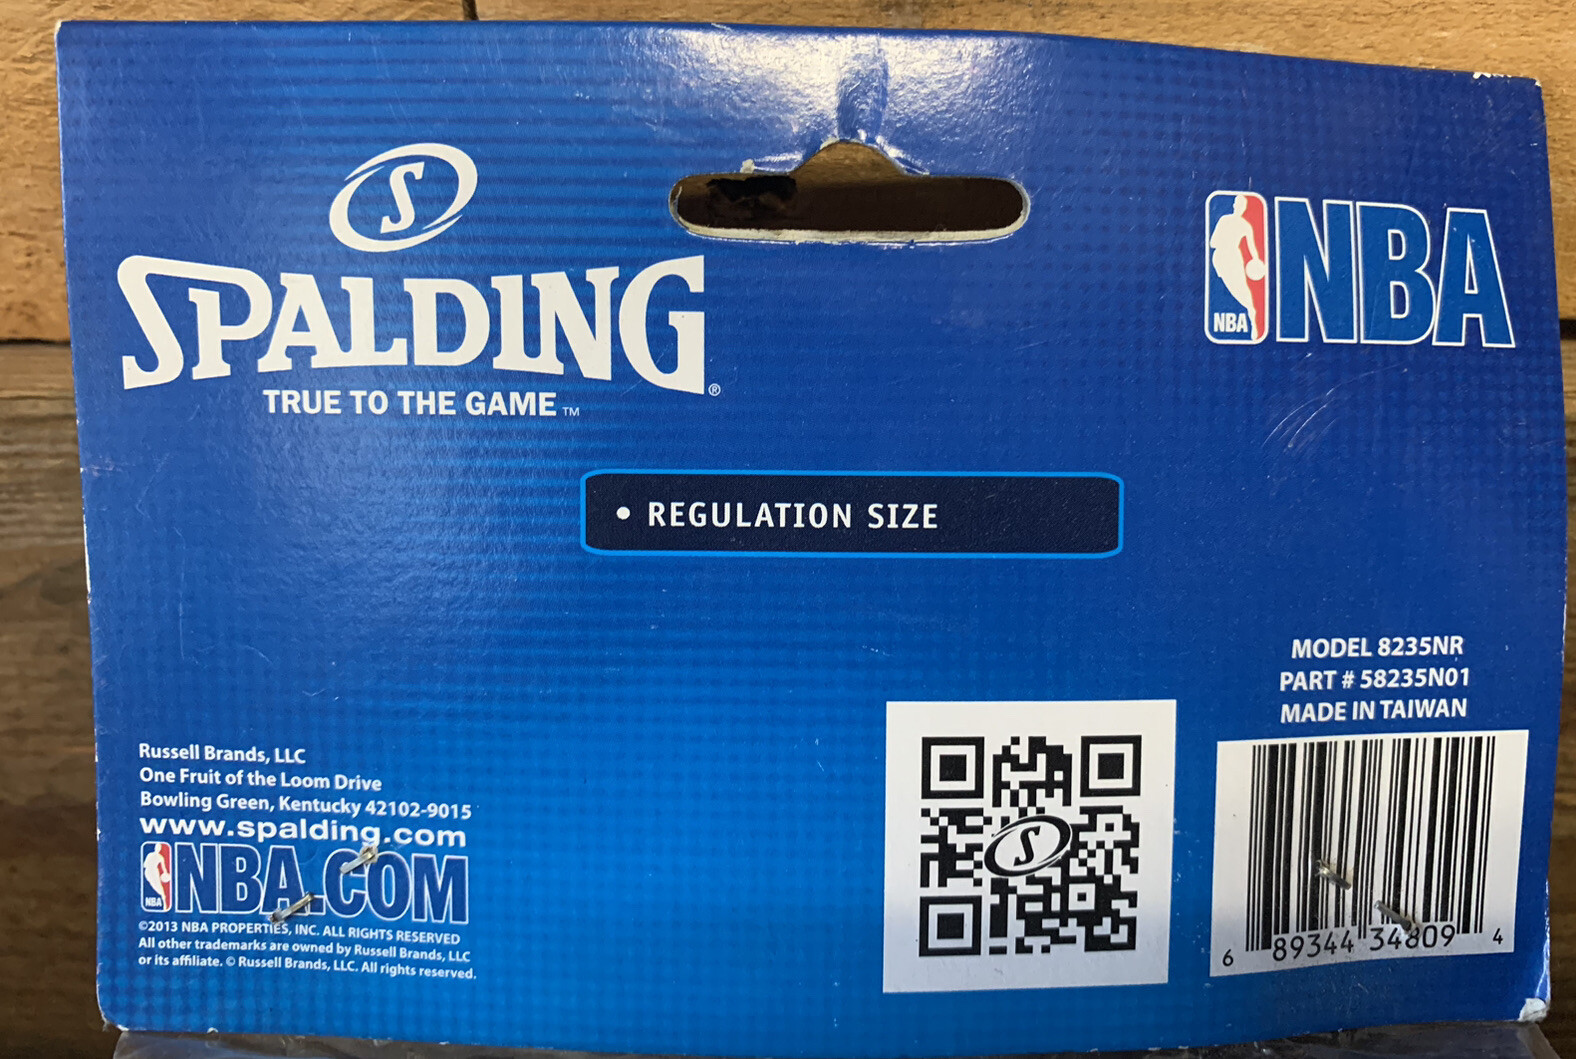 S
SPALDING®
TRUE TO THE GAME™
NBA
NBA
• REGULATION SIZE
MODEL 8235NR
PART # 58235N01
MADE IN TAIWAN
Russell Brands, LLC
One Fruit of the Loom Drive
Bowling Green, Kentucky 42102-9015
www.spalding.com
NBA
NBA.COM
©2013 NBA PROPERTIES, INC. ALL RIGHTS RESERVED
All other trademarks are owned by Russell Brands, LLC
or its affiliate. © Russell Brands, LLC. All rights reserved.
S
6 89344 34809 4